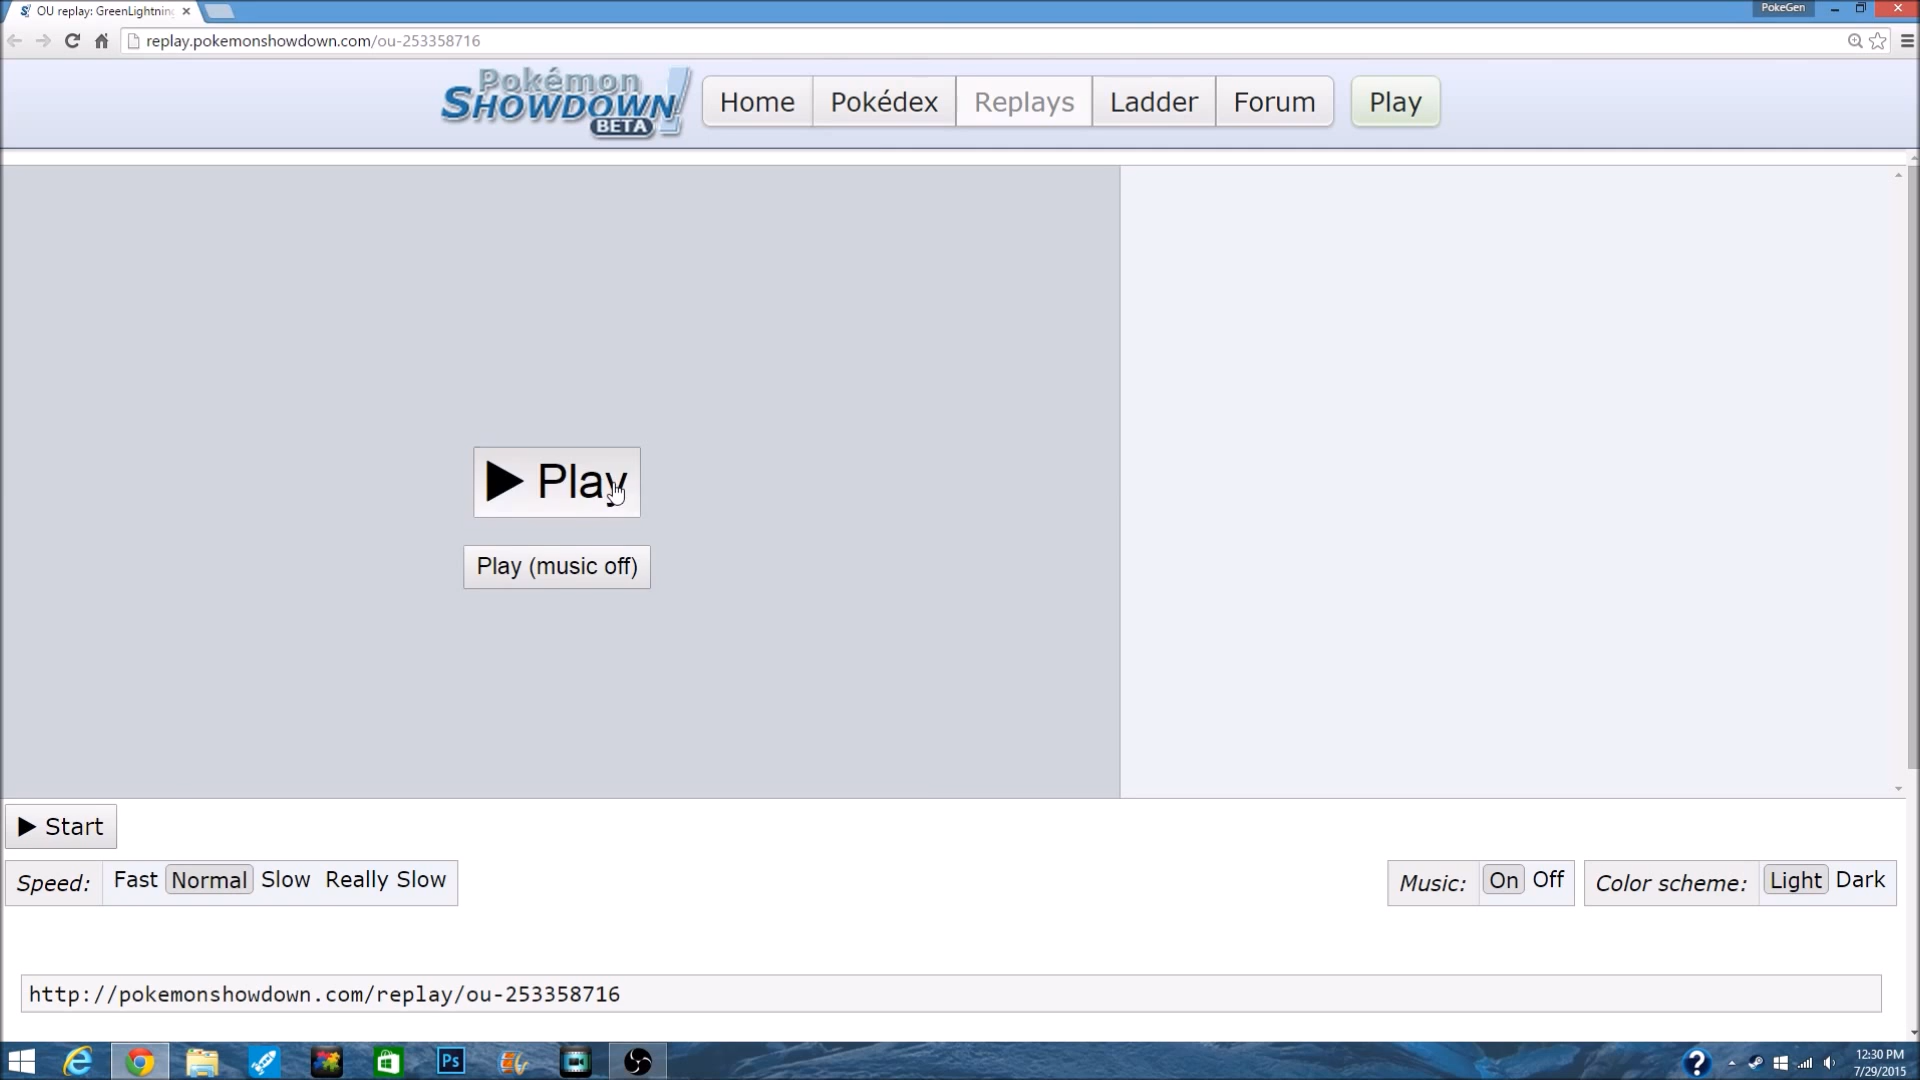 OU replay: GreenLightning
PokeGen
replay.pokemonshowdown.com/ou-253358716
Pokémon
SHOWDOWN!
BETA
Home Pokédex Replays Ladder Forum Play
▶ Play
Play (music off)
▶ Start
Speed: Fast Normal Slow Really Slow
Music: On Off
Color scheme: Light Dark
http://pokemonshowdown.com/replay/ou-253358716
Ps
12:30 PM
7/29/2015